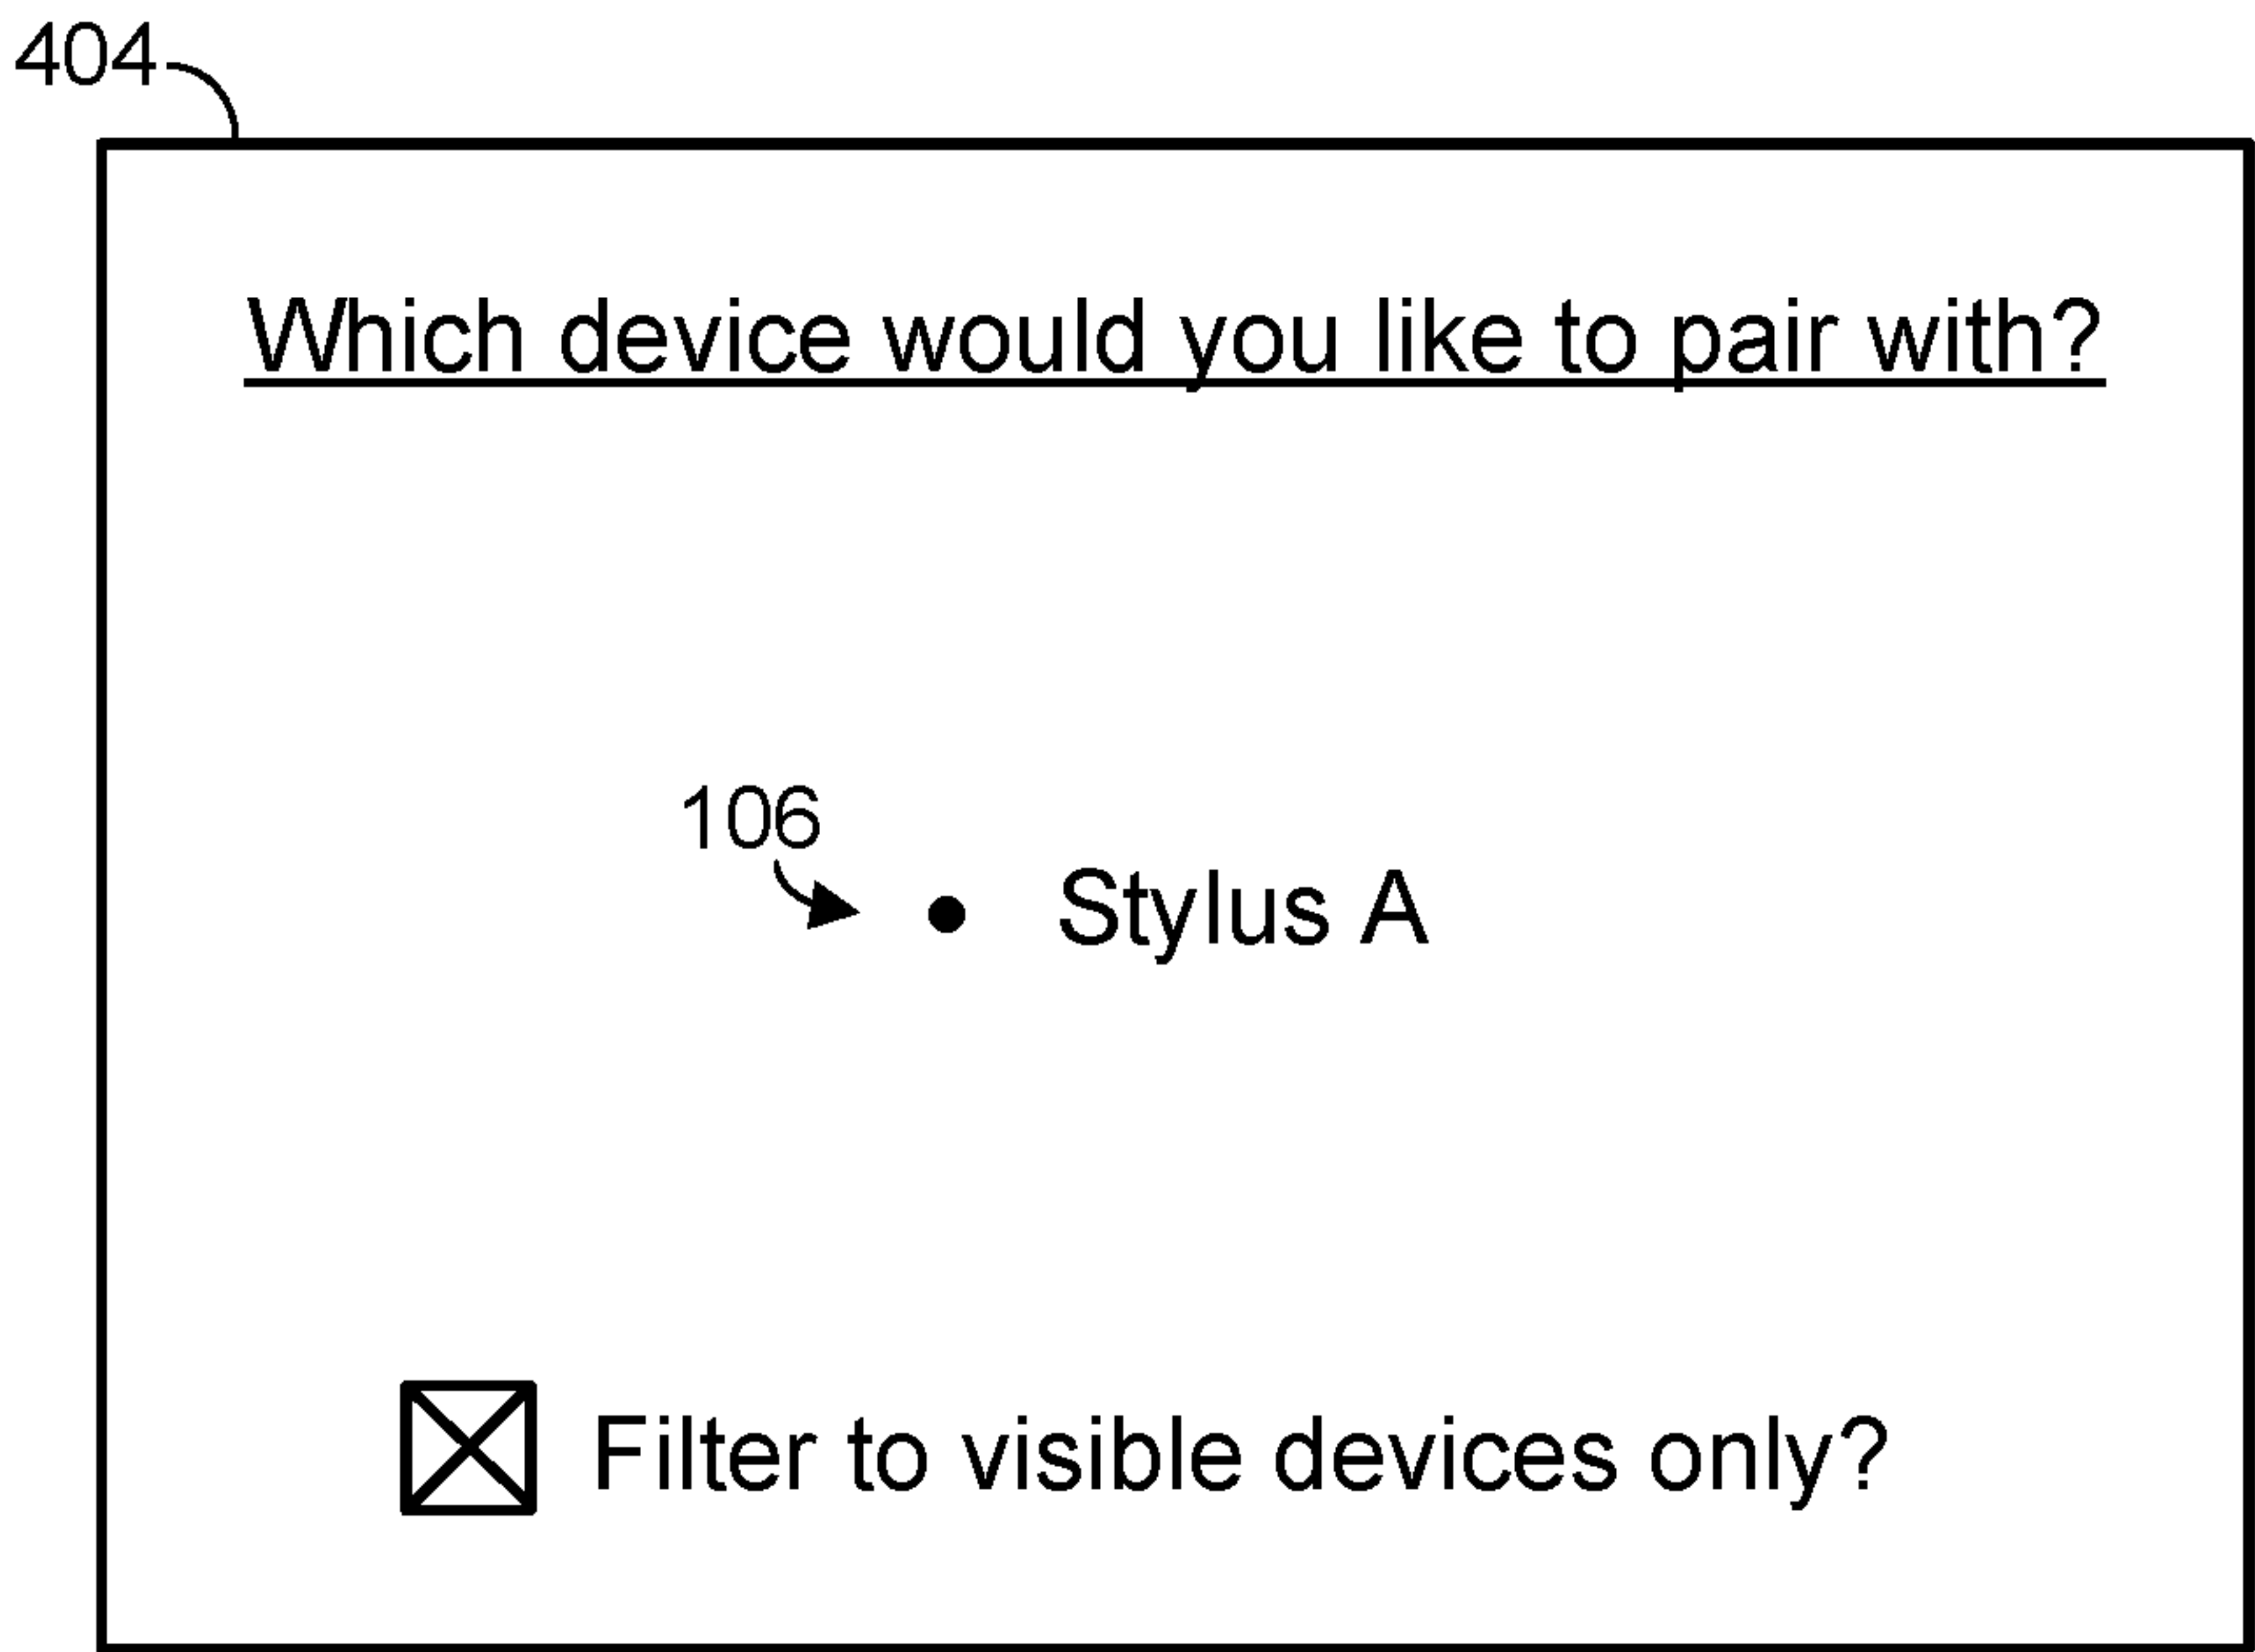 404
Which device would you like to pair with?
106
• Stylus A
Filter to visible devices only?